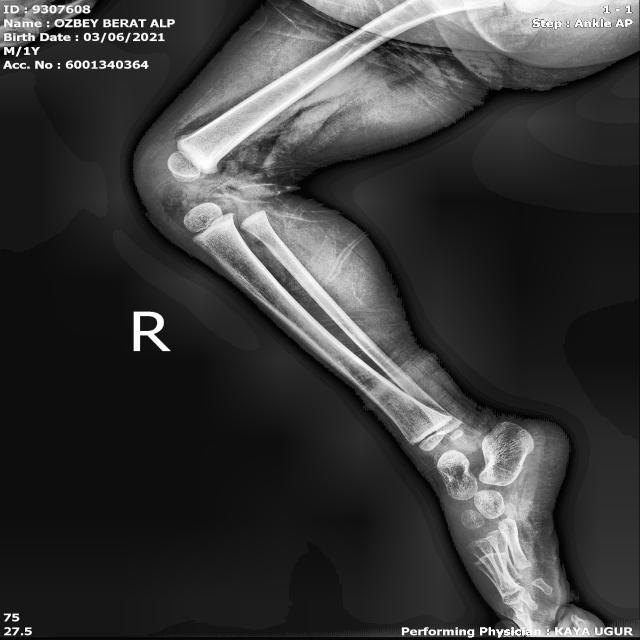 ID : 9307608
Name : OZBEY BERAT ALP
Birth Date : 03/06/2021
M/1Y
Acc. No : 6001340364
1 - 1
Step : Ankle AP
R
75
27.5
Performing Physician : KAYA UGUR